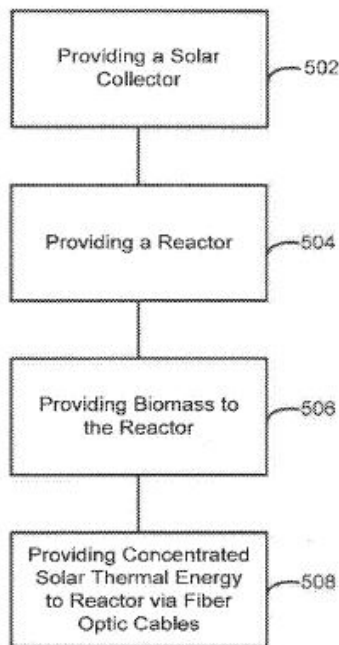 Providing a Solar
Collector
502
Providing a Reactor
504
Providing Biomass to
the Reactor
506
Providing Concentrated
Solar Thermal Energy
to Reactor via Fiber
Optic Cables
508